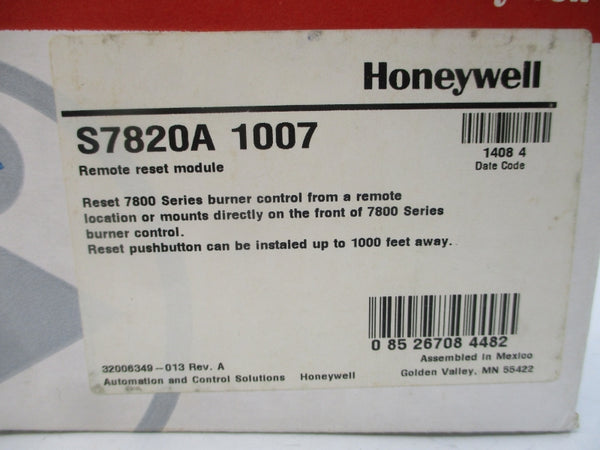 Honeywell
S7820A 1007
Remote reset module
1408 4
Date Code
Reset 7800 Series burner control from a remote
location or mounts directly on the front of 7800 Series
burner control.
Reset pushbutton can be instaled up to 1000 feet away.
0 85 26708 4482
32006349-013 Rev. A
Assembled in Mexico
Automation and Control Solutions Honeywell
Golden Valley, MN 55422